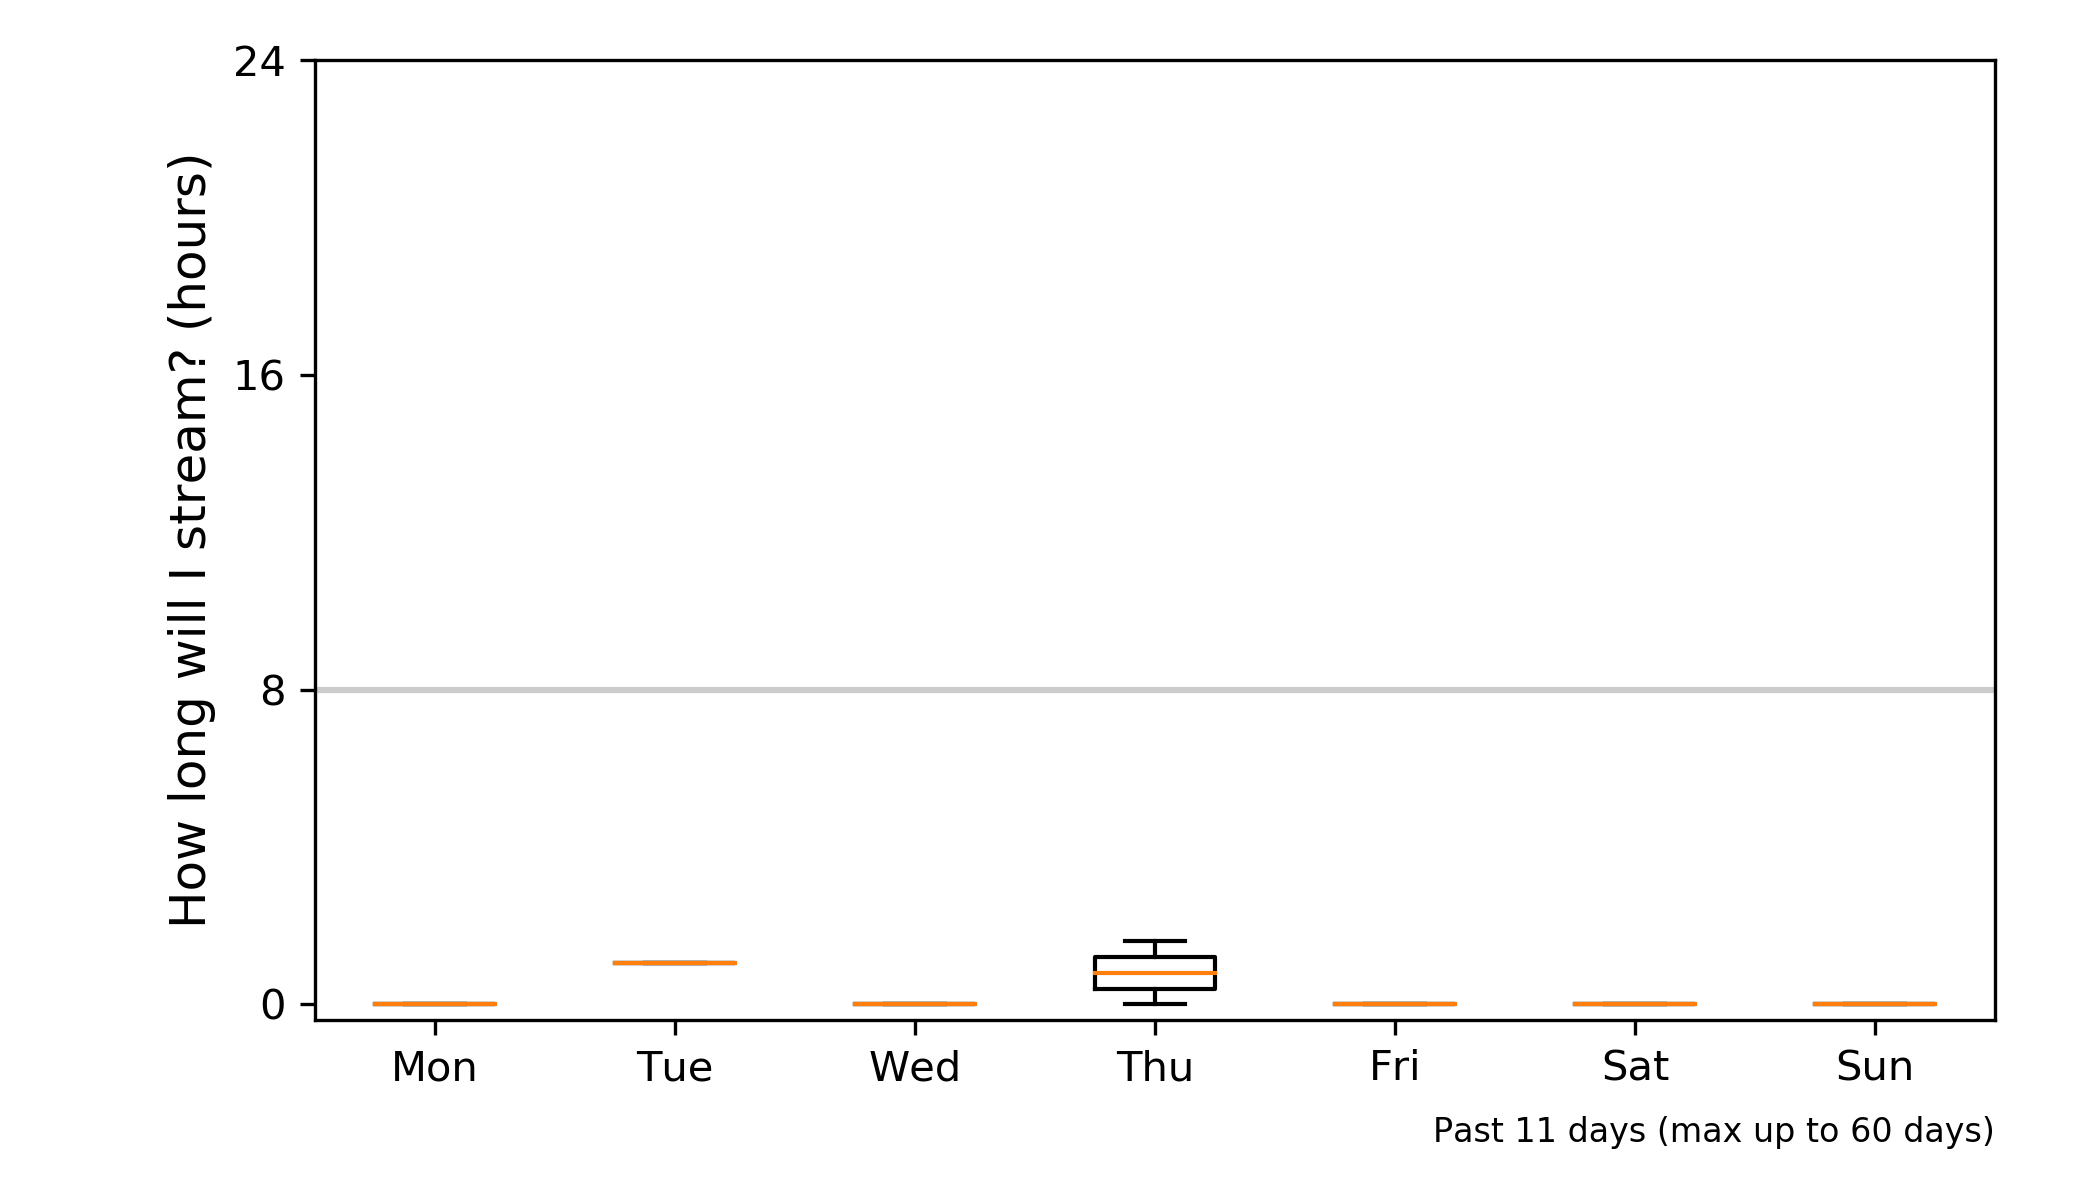 How long will I stream? (hours)
24
16
8
0
Mon Tue Wed Thu Fri Sat Sun
Past 11 days (max up to 60 days)